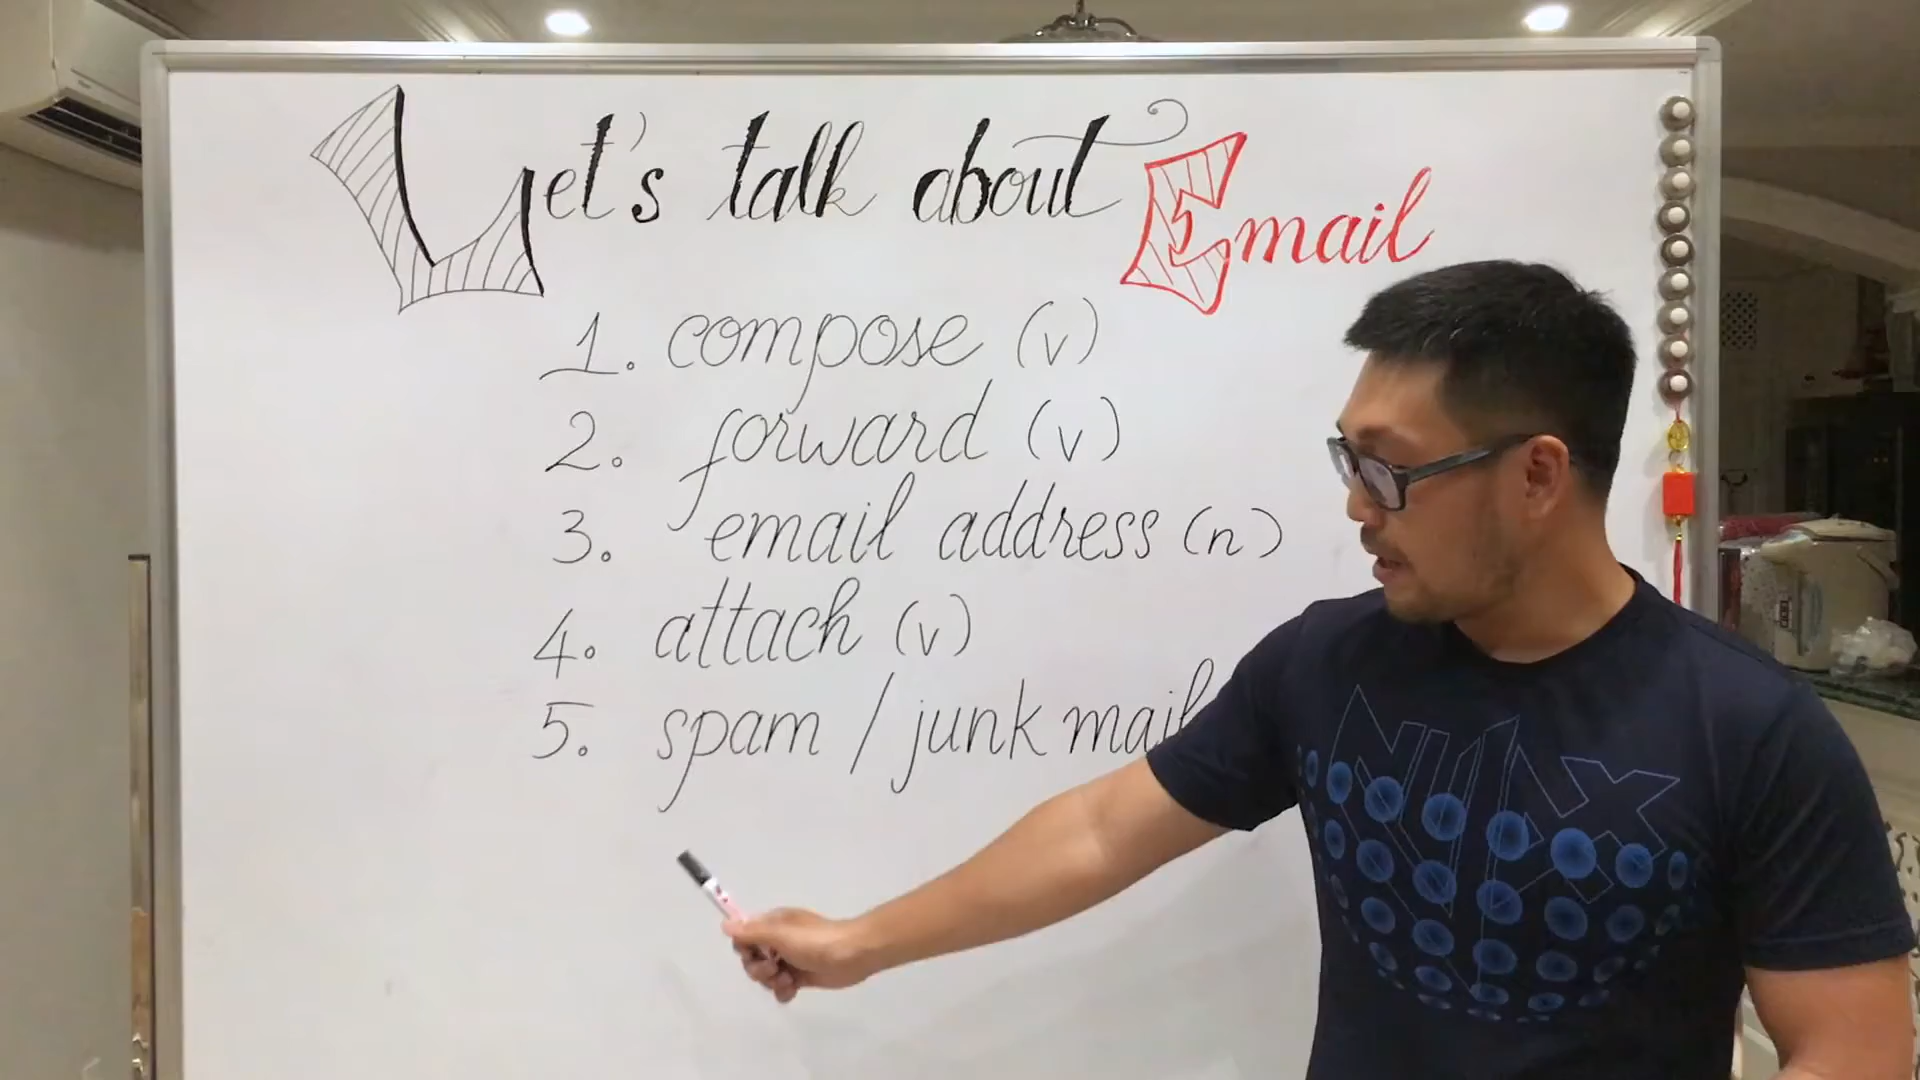 Let's talk about Email
1. compose (v)
2. forward (v)
3. email address (n)
4. attach (v)
5. spam / junk mail